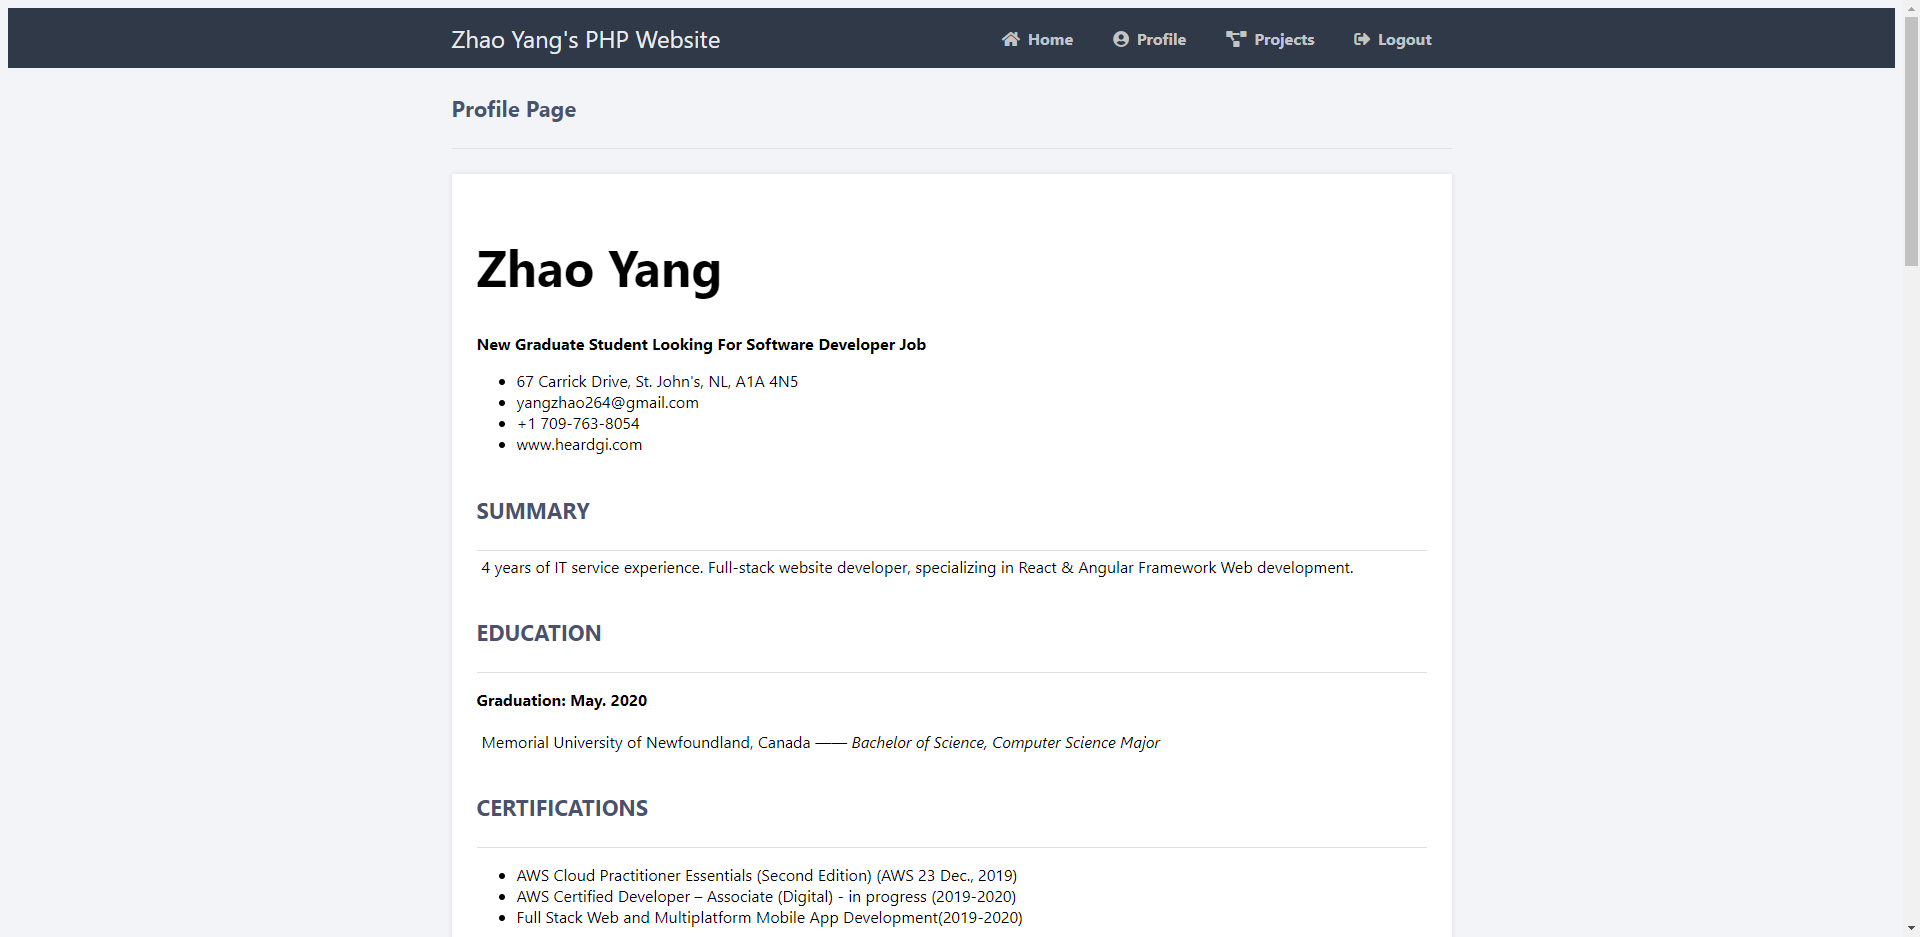 Zhao Yang's PHP Website
Home
Profile
Projects
Logout
Profile Page
Zhao Yang
New Graduate Student Looking For Software Developer Job
67 Carrick Drive, St. John's, NL, A1A 4N5
yangzhao264@gmail.com
+1 709-763-8054
www.heardgi.com
SUMMARY
4 years of IT service experience. Full-stack website developer, specializing in React & Angular Framework Web development.
EDUCATION
Graduation: May. 2020
Memorial University of Newfoundland, Canada —— Bachelor of Science, Computer Science Major
CERTIFICATIONS
AWS Cloud Practitioner Essentials (Second Edition) (AWS 23 Dec., 2019)
AWS Certified Developer – Associate (Digital) - in progress (2019-2020)
Full Stack Web and Multiplatform Mobile App Development(2019-2020)